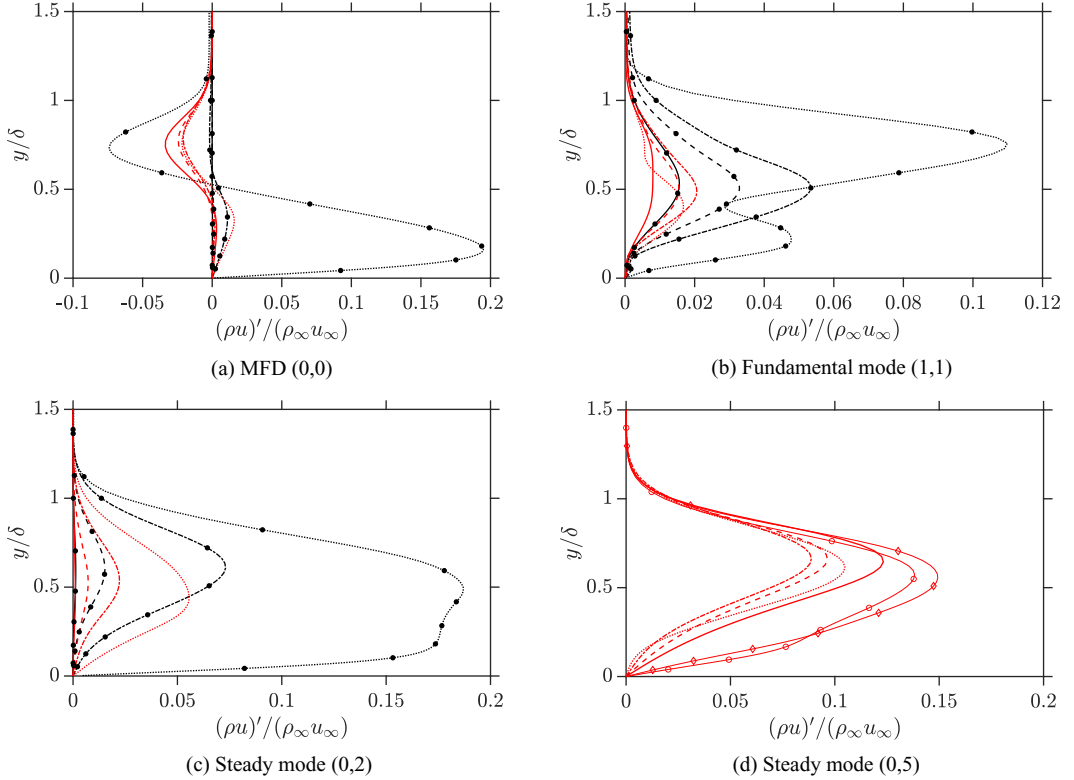 1.5
1
0.5
0
y/δ
-0.1 -0.05 0 0.05 0.1 0.15 0.2
(ρu)′/(ρ∞u∞)
(a) MFD (0,0)
1.5
1
0.5
0
y/δ
0 0.02 0.04 0.06 0.08 0.1 0.12
(ρu)′/(ρ∞u∞)
(b) Fundamental mode (1,1)
1.5
1
0.5
0
y/δ
0 0.05 0.1 0.15 0.2
(ρu)′/(ρ∞u∞)
(c) Steady mode (0,2)
1.5
1
0.5
0
y/δ
0 0.05 0.1 0.15 0.2
(ρu)′/(ρ∞u∞)
(d) Steady mode (0,5)